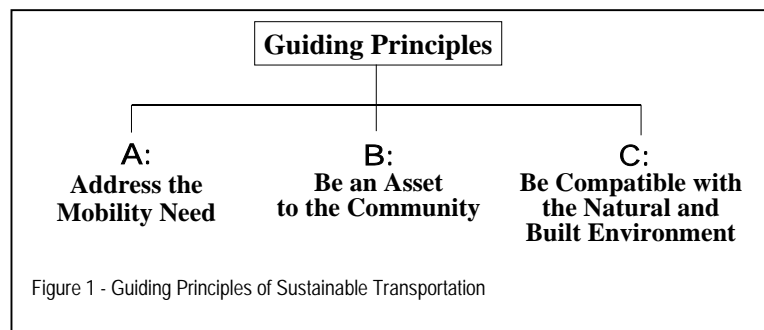 Guiding Principles
A:
Address the
Mobility Need
B:
Be an Asset
to the Community
C:
Be Compatible with
the Natural and
Built Environment
Figure 1 - Guiding Principles of Sustainable Transportation